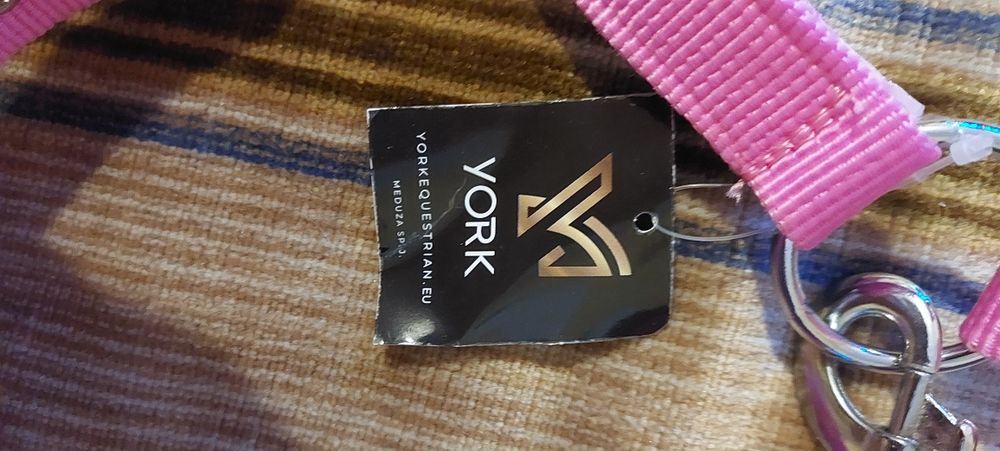 YORK
YORKEQUESTRIAN.EU
MEDUZA SP.J.